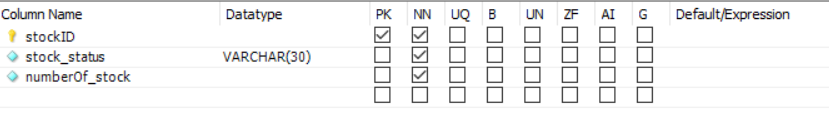 Column Name Datatype PK NN UQ B UN ZF AI G Default/Expression
stockID
stock_status VARCHAR(30)
numberOf_stock